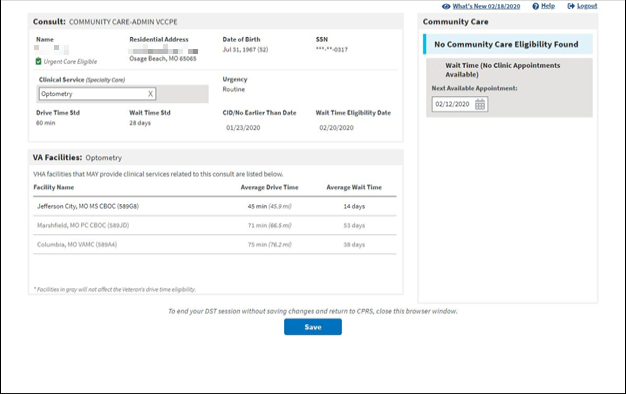 What's New 02/18/2020 Help Logout
Consult: COMMUNITY CARE-ADMIN VCCPE
Name Residential Address Date of Birth SSN
Jul 31, 1967 (52) ***-**-0317
Osage Beach, MO 65065
Urgent Care Eligible
Clinical Service (Specialty Care) Urgency
Optometry X Routine
Drive Time Std Wait Time Std CID/No Earlier Than Date Wait Time Eligibility Date
60 min 28 days 01/23/2020 02/20/2020
Community Care
No Community Care Eligibility Found
Wait Time (No Clinic Appointments
Available)
Next Available Appointment:
02/12/2020
VA Facilities: Optometry
VHA facilities that MAY provide clinical services related to this consult are listed below.
Facility Name Average Drive Time Average Wait Time
Jefferson City, MO MS CBOC (589G8) 45 min (45.9 mi) 14 days
Marshfield, MO PC CBOC (589JD) 71 min (66.5 mi) 53 days
Columbia, MO VAMC (589A4) 75 min (76.2 mi) 38 days
* Facilities in gray will not affect the Veteran's drive time eligibility.
To end your DST session without saving changes and return to CPRS, close this browser window.
Save